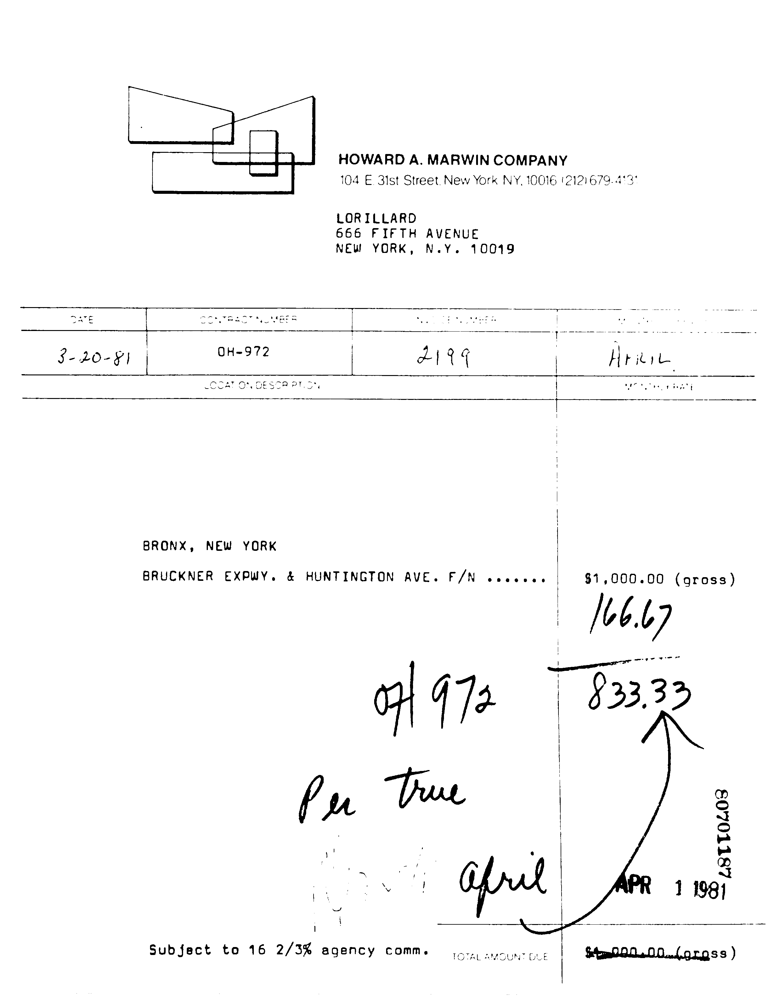 HOWARD A. MARWIN COMPANY
104 E. 31st Street, New York NY, 10016 (212) 679-
LORILLARD
666 FIFTH AVENUE
NEW YORK, N.Y. 10019
DATE CONTRACT NUMBER INVOICE NUMBER
3-20-81 OH-972 2199 APRIL
LOCATION DESCRIPTION MONTHLY RATE
BRONX, NEW YORK
BRUCKNER EXPWY. & HUNTINGTON AVE. F/N ....... $1,000.00 (gross)
166.67
OH 972 833.33
Per true
80701187
april APR 1 1981
Subject to 16 2/3% agency comm. TOTAL AMOUNT DUE $1,000.00 (gross)